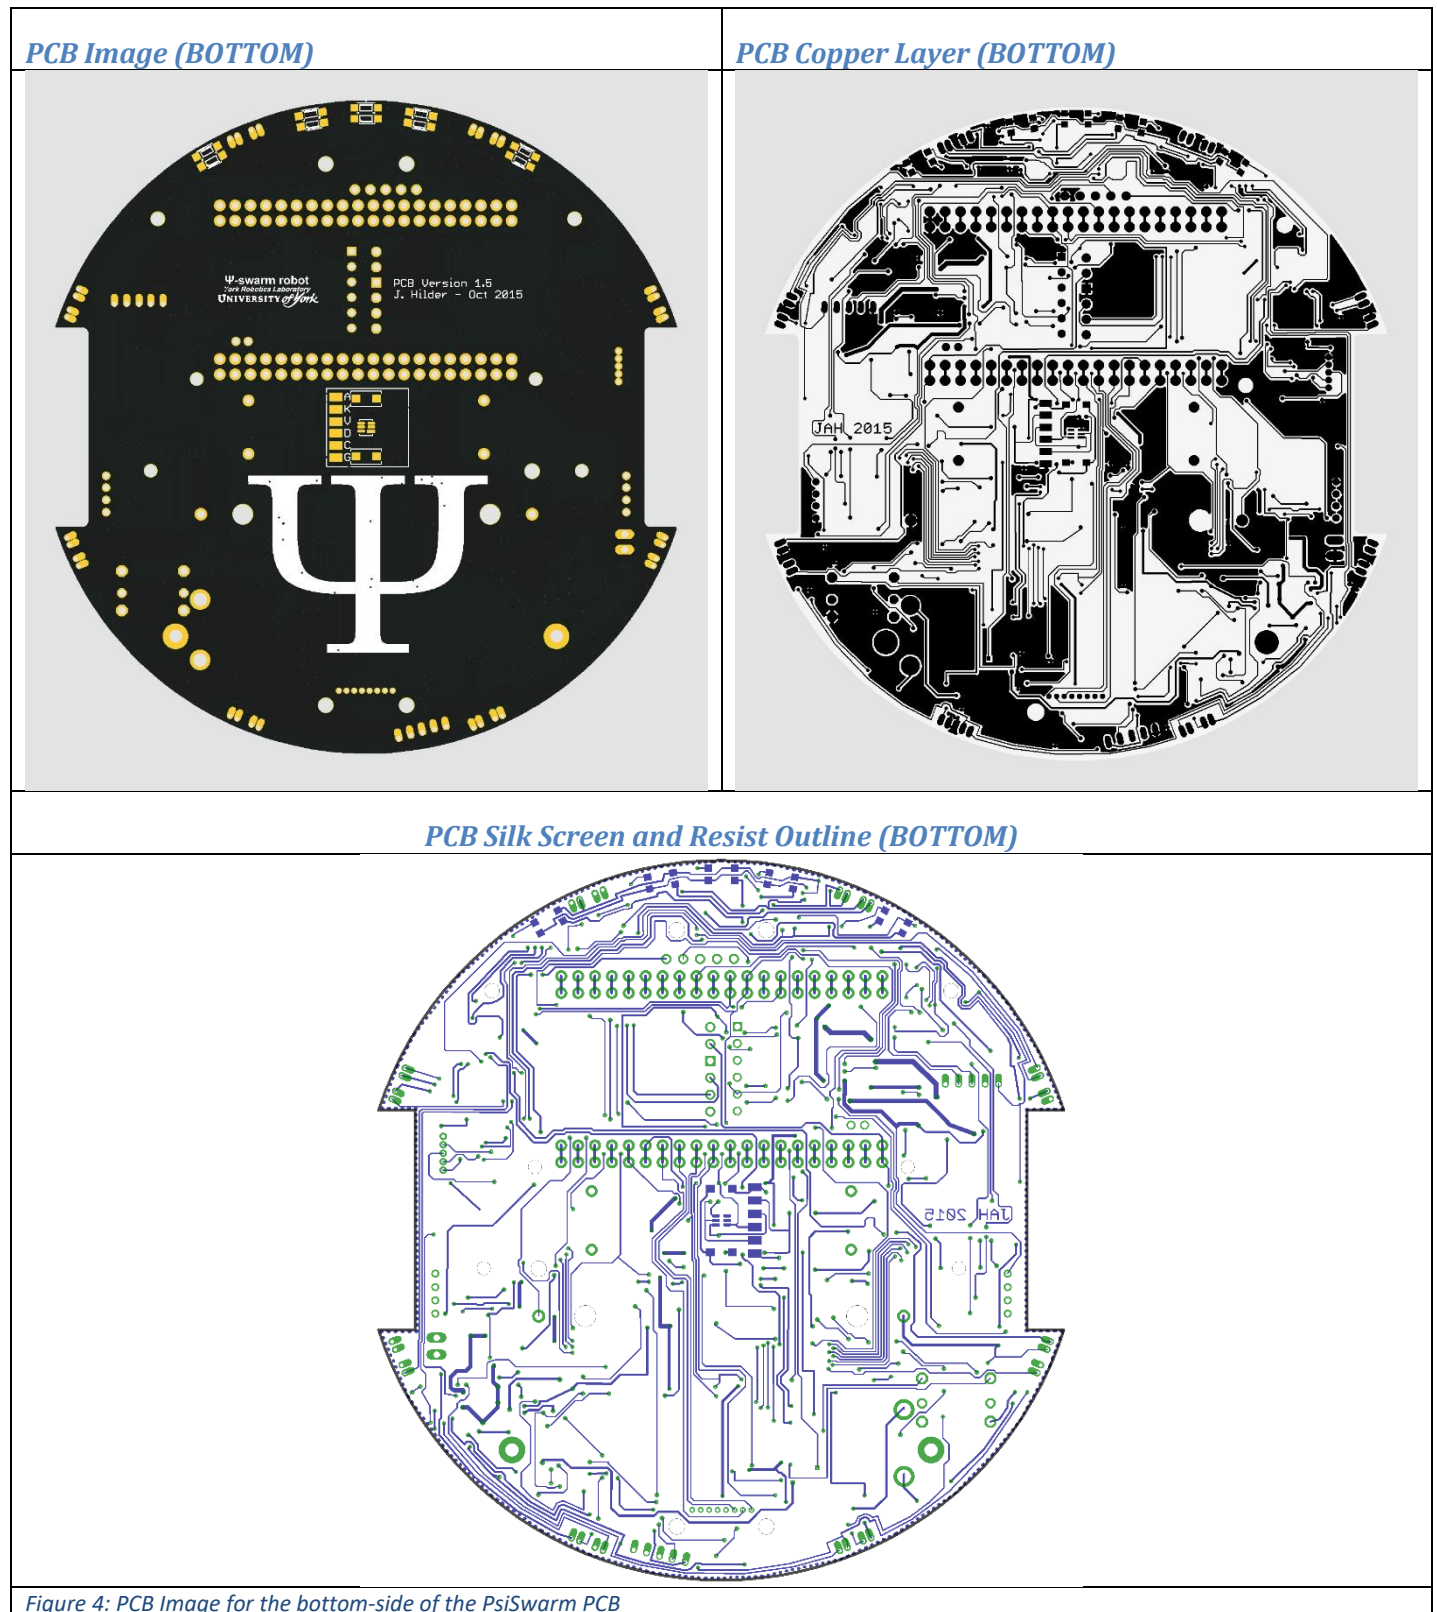 PCB Image (BOTTOM)
PCB Copper Layer (BOTTOM)
Ψ-swarm robot
York Robotics Laboratory
UNIVERSITY of York
PCB Version 1.5
J. Hilder - Oct 2015
A
K
V
D
C
G
Ψ
JAH 2015
PCB Silk Screen and Resist Outline (BOTTOM)
JAH 2015
Figure 4: PCB Image for the bottom-side of the PsiSwarm PCB